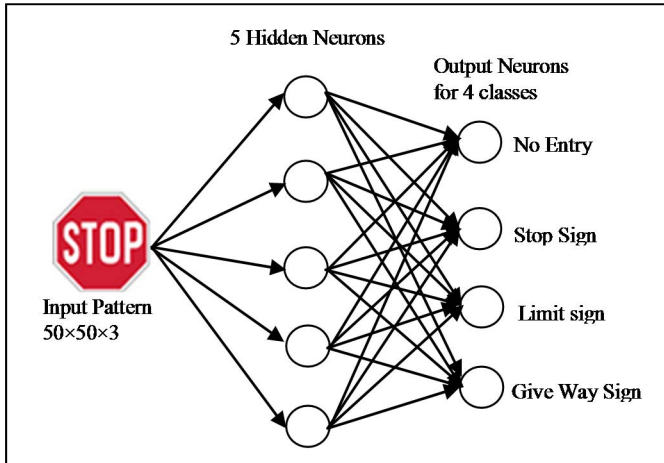 5 Hidden Neurons
Output Neurons
for 4 classes
No Entry
STOP
Stop Sign
Input Pattern
50×50×3
Limit sign
Give Way Sign